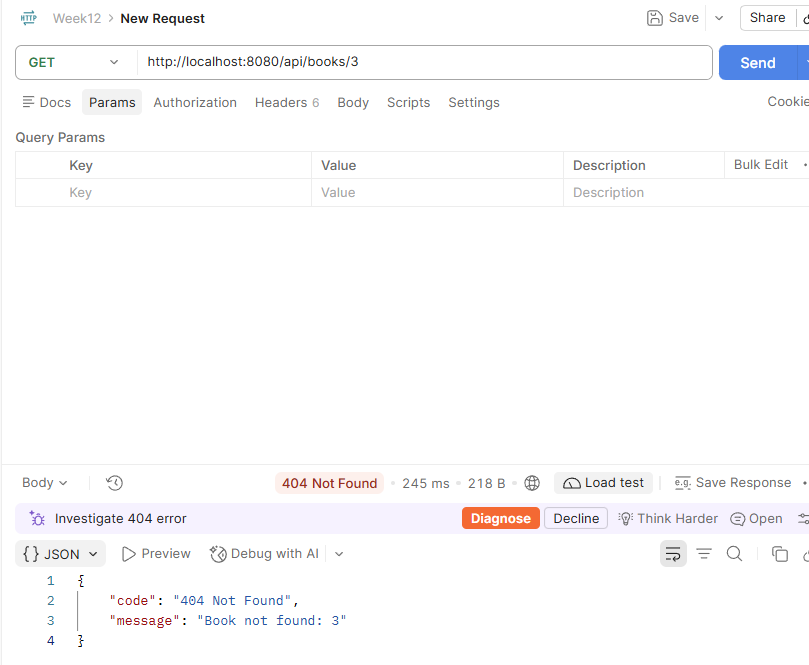 HTTP Week12 > New Request Save Share
GET http://localhost:8080/api/books/3 Send
Docs Params Authorization Headers 6 Body Scripts Settings Cookie
Query Params
Key Value Description Bulk Edit
Key Value Description
Body 404 Not Found 245 ms 218 B Load test e.g. Save Response
Investigate 404 error Diagnose Decline Think Harder Open
{} JSON Preview Debug with AI
1 {
2 "code": "404 Not Found",
3 "message": "Book not found: 3"
4 }